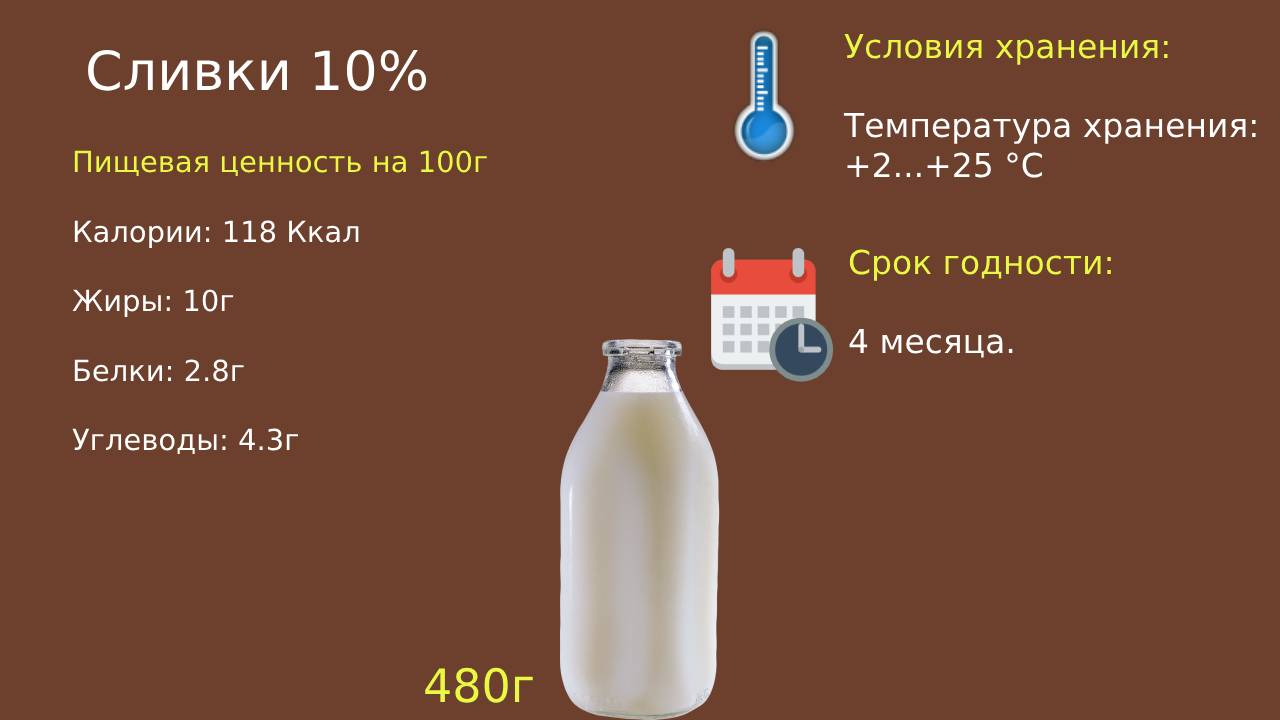 Сливки 10%
Пищевая ценность на 100г
Калории: 118 Ккал
Жиры: 10г
Белки: 2.8г
Углеводы: 4.3г
480г
Условия хранения:
Температура хранения:
+2...+25 °C
Срок годности:
4 месяца.